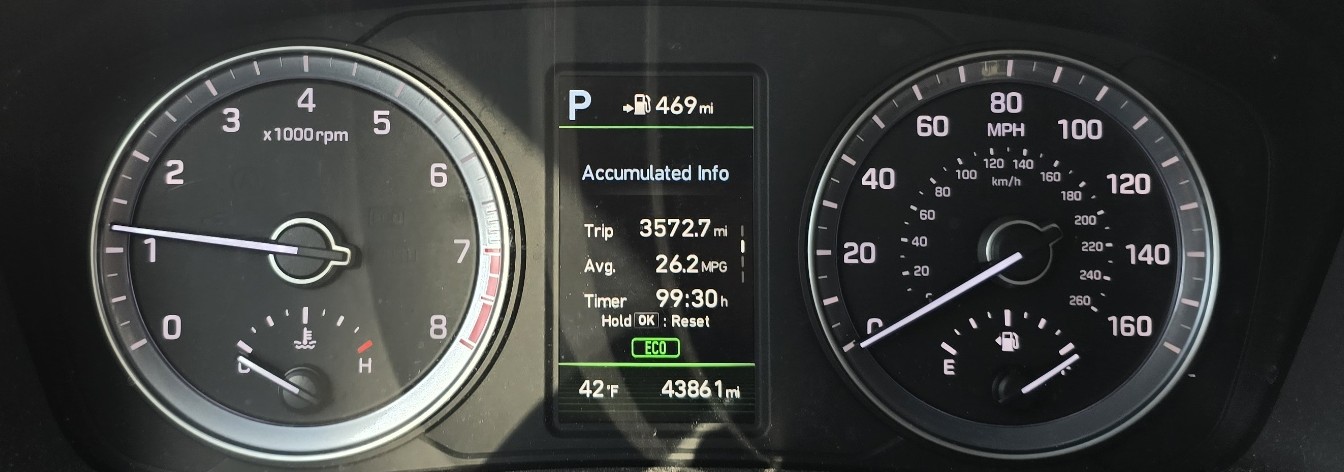 4
3
5
x1000rpm
2
6
1
7
0
8
C
H
P
469mi
Accumulated Info
Trip 3572.7mi
Avg. 26.2MPG
Timer 99:30h
Hold OK : Reset
ECO
42°F 43861mi
80
60
MPH
100
40
120
20
140
0
160
120
140
100
160
km/h
80
180
60
200
40
220
20
240
260
E